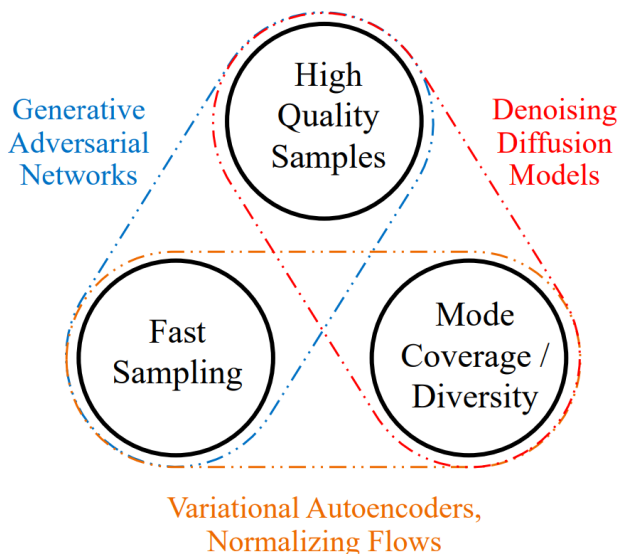 High
Quality
Samples
Generative
Adversarial
Networks
Denoising
Diffusion
Models
Fast
Sampling
Mode
Coverage /
Diversity
Variational Autoencoders,
Normalizing Flows